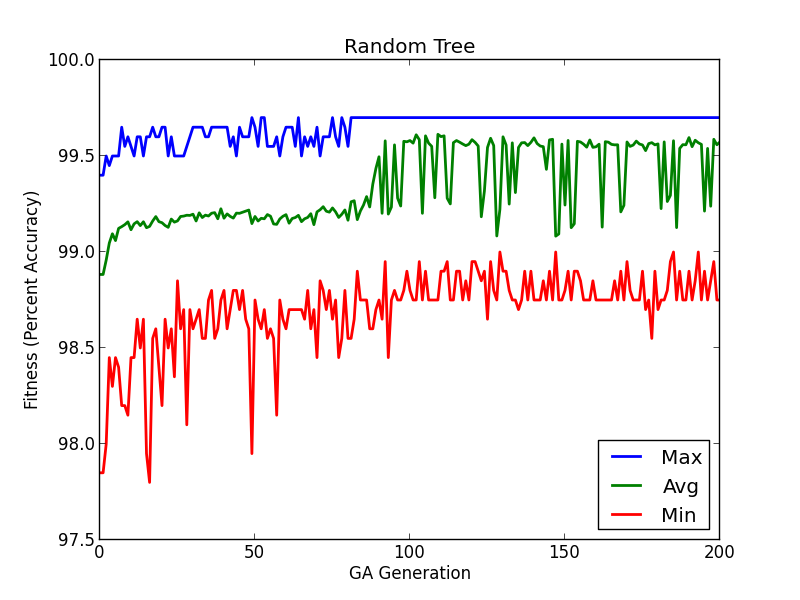 Random Tree
Fitness (Percent Accuracy)
100.0
99.5
99.0
98.5
98.0
97.5
0 50 100 150 200
GA Generation
Max
Avg
Min